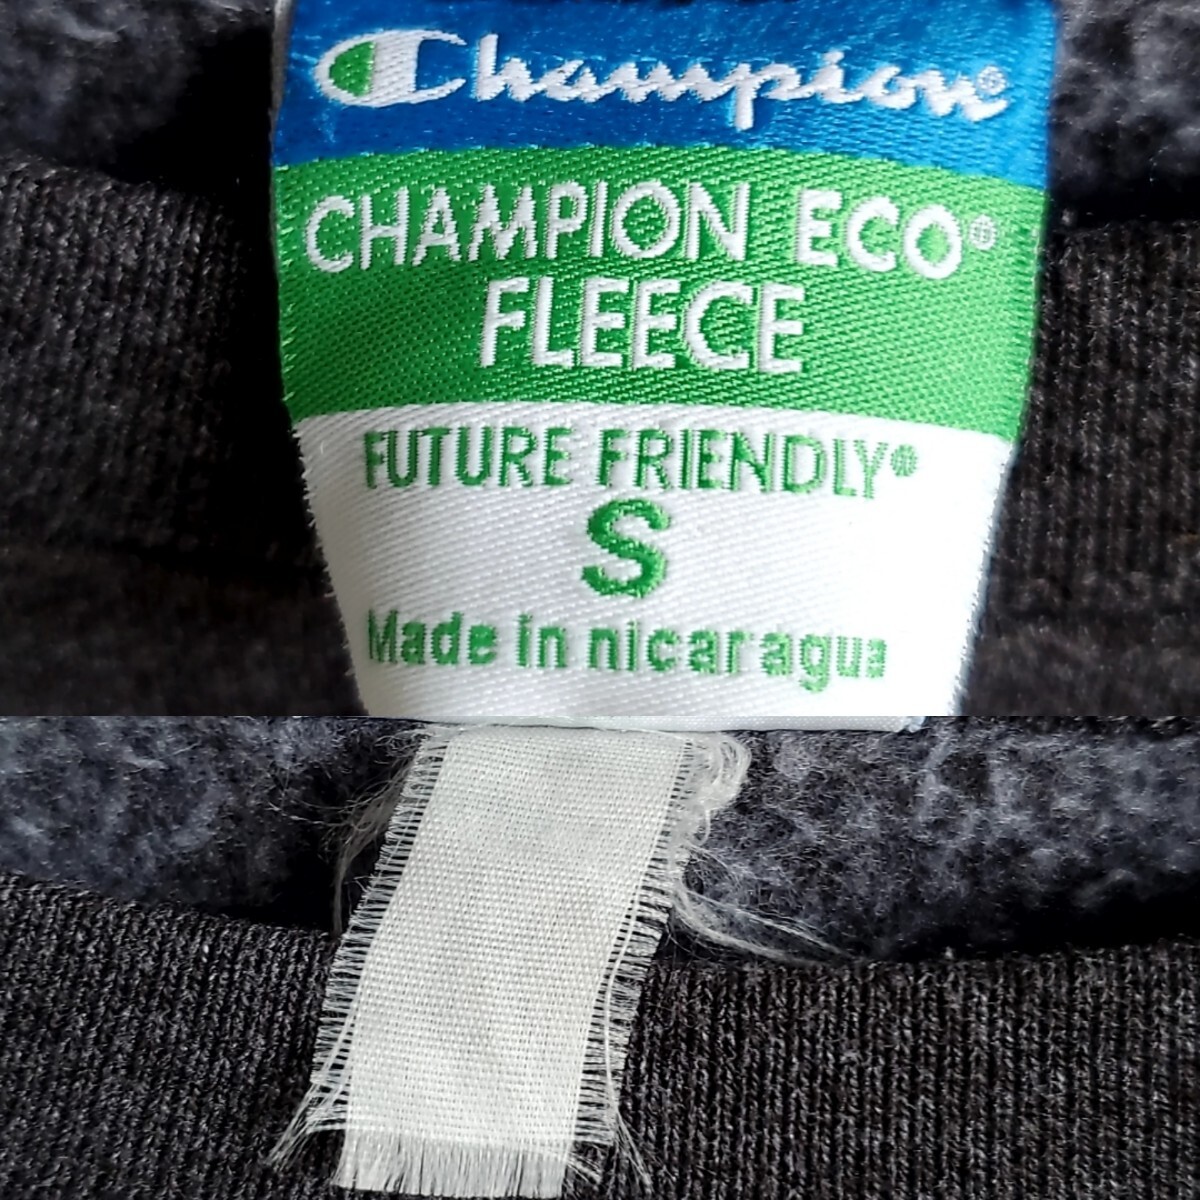 Champion®
CHAMPION ECO®
FLEECE
FUTURE FRIENDLY®
S
Made in nicaragua